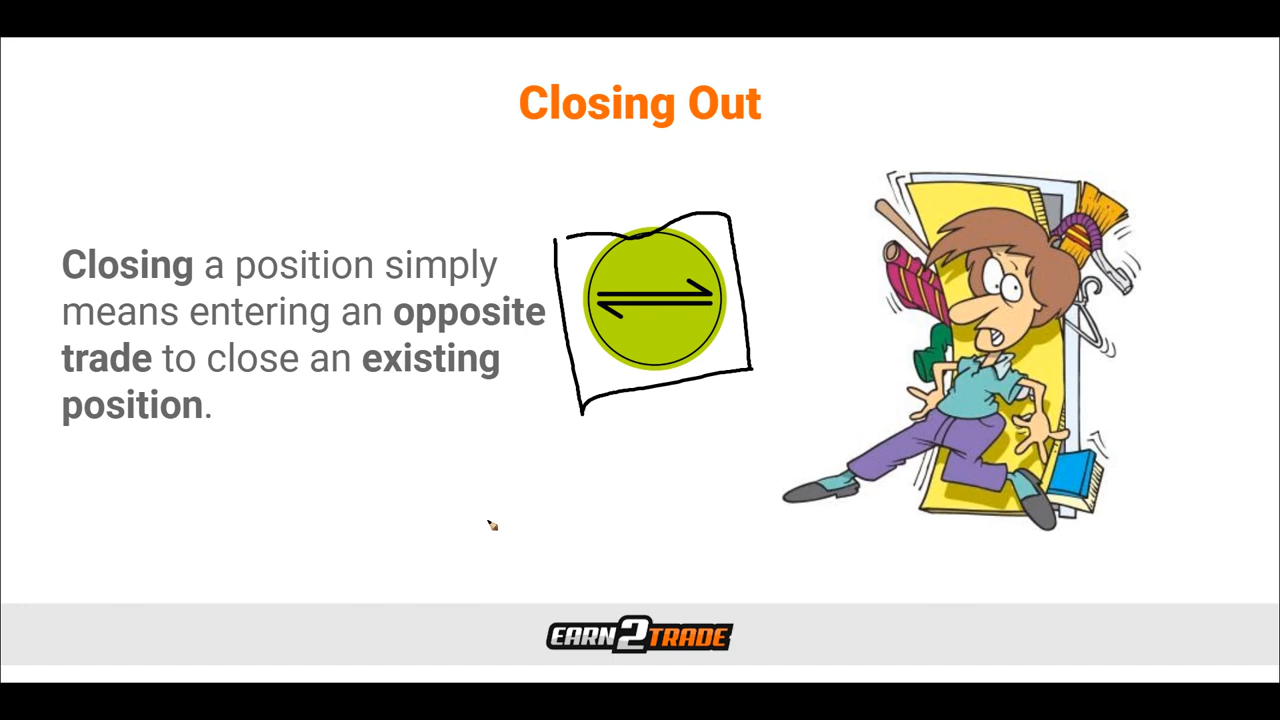 Closing Out
Closing a position simply
means entering an opposite
trade to close an existing
position.
EARN2TRADE